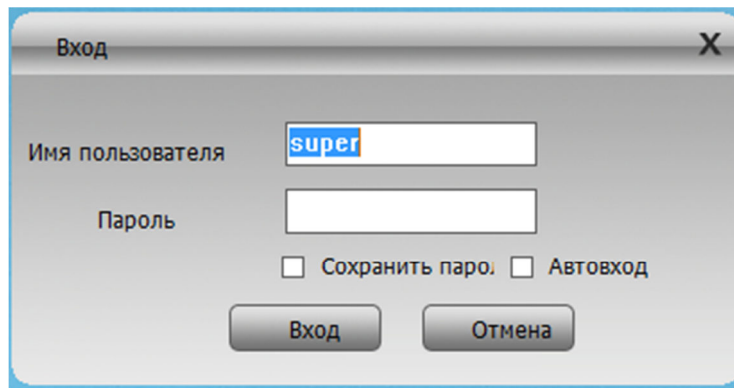 Вход X
Имя пользователя super
Пароль
Сохранить парол Автовход
Вход Отмена